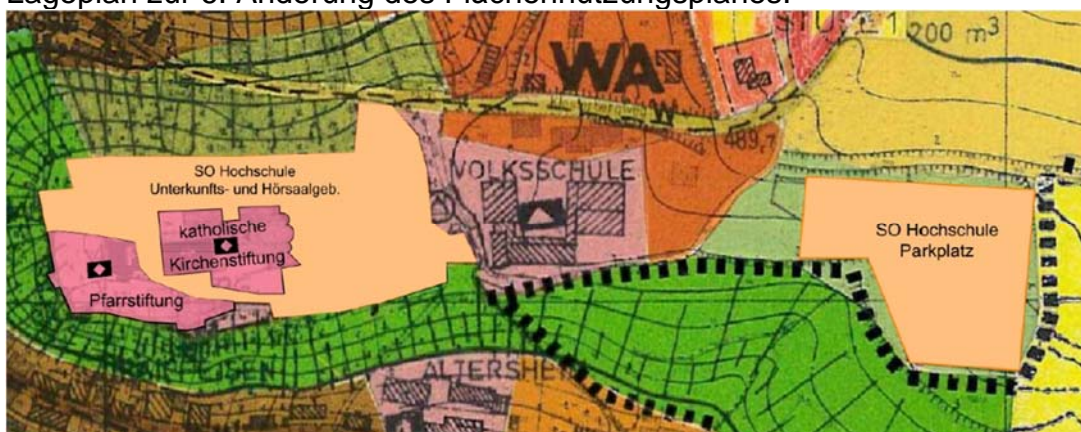 Lageplan zur 6. Änderung des Flächennutzungsplanes:
WA
200 m³
489,7
SO Hochschule
Unterkunfts- und Hörsaalgeb.
VOLKSSCHULE
katholische
Kirchenstiftung
SO Hochschule
Parkplatz
Pfarrstiftung
ALTERSHE